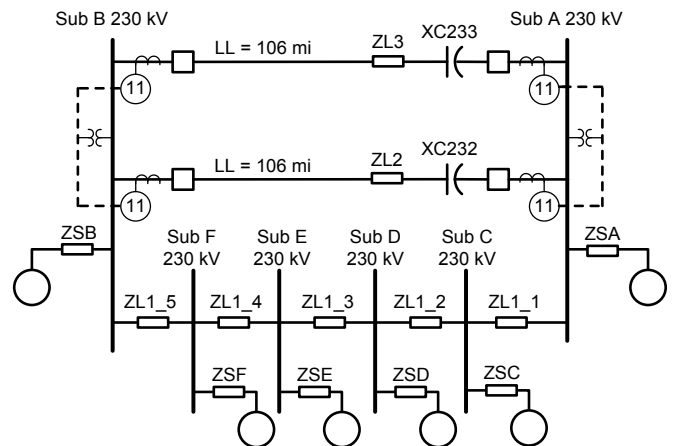 Sub B 230 kV
Sub A 230 kV
XC233
ZL3
LL = 106 mi
11
11
XC232
ZL2
LL = 106 mi
11
11
ZSB
ZSA
Sub F
230 kV
Sub E
230 kV
Sub D
230 kV
Sub C
230 kV
ZL1_5
ZL1_4
ZL1_3
ZL1_2
ZL1_1
ZSF
ZSE
ZSD
ZSC